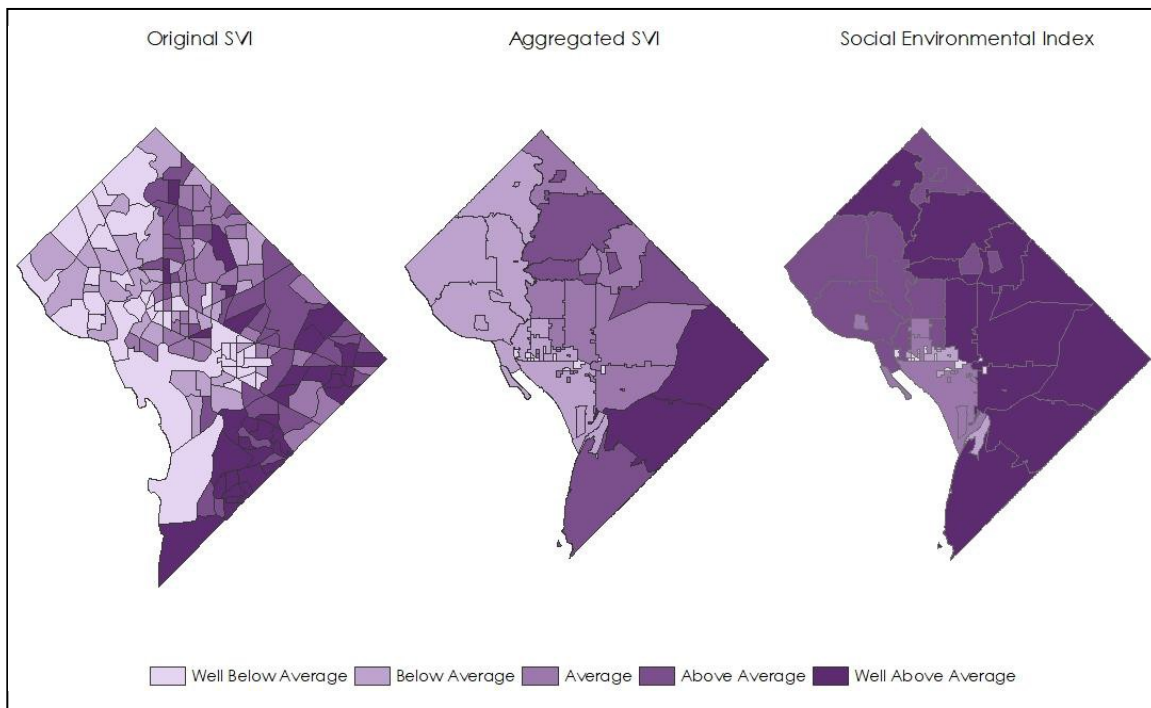 Original SVI
Aggregated SVI
Social Environmental Index
Well Below Average
Below Average
Average
Above Average
Well Above Average